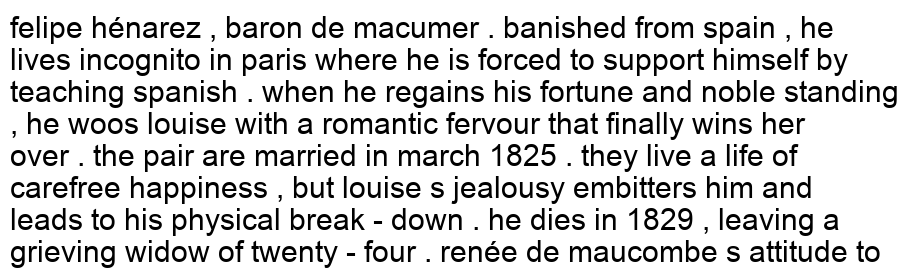 felipe hénarez , baron de macumer . banished from spain , he
lives incognito in paris where he is forced to support himself by
teaching spanish . when he regains his fortune and noble standing
, he woos louise with a romantic fervour that finally wins her
over . the pair are married in march 1825 . they live a life of
carefree happiness , but louise s jealousy embitters him and
leads to his physical break - down . he dies in 1829 , leaving a
grieving widow of twenty - four . renée de maucombe s attitude to